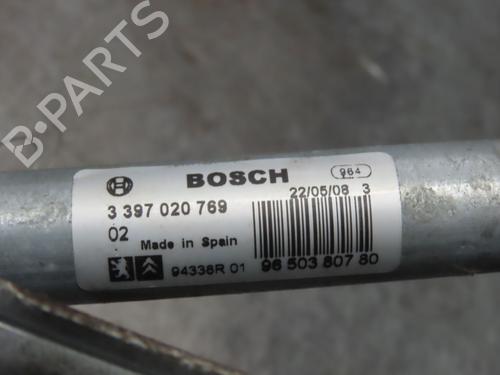 B-PARTS
BOSCH
964
22/05/08 3
3 397 020 769
02
Made in Spain
94336R 01
96 503 807 80